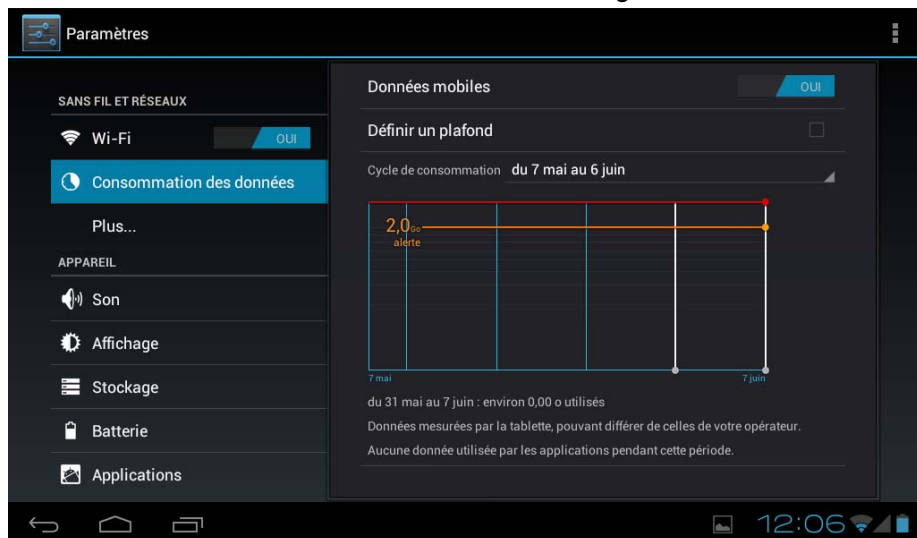 Paramètres
SANS FIL ET RÉSEAUX
Wi-Fi OUI
Consommation des données
Plus...
APPAREIL
Son
Affichage
Stockage
Batterie
Applications
Données mobiles OUI
Définir un plafond
Cycle de consommation du 7 mai au 6 juin
2,0Go
alerte
7 mai 7 juin
du 31 mai au 7 juin : environ 0,00 o utilisés
Données mesurées par la tablette, pouvant différer de celles de votre opérateur.
Aucune donnée utilisée par les applications pendant cette période.
12:06